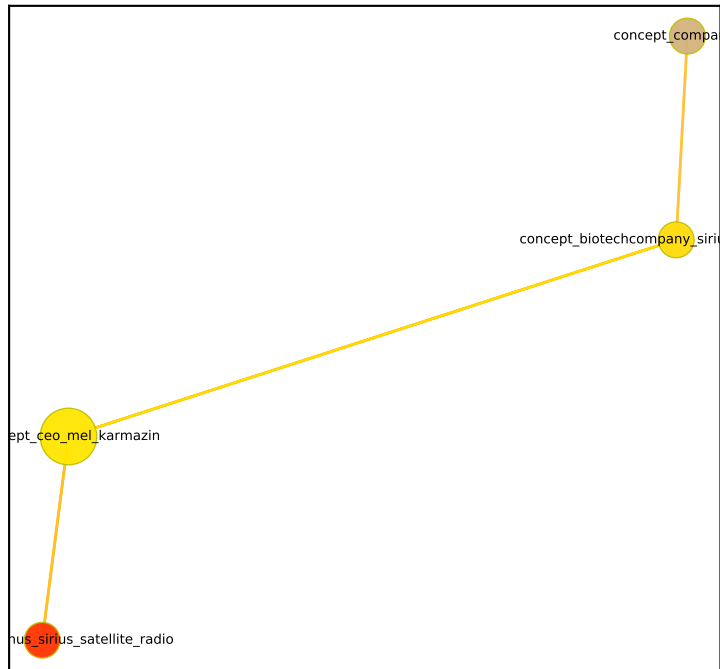 concept_compa
concept_biotechcompany_siriu
ept_ceo_mel_karmazin
nus_sirius_satellite_radio